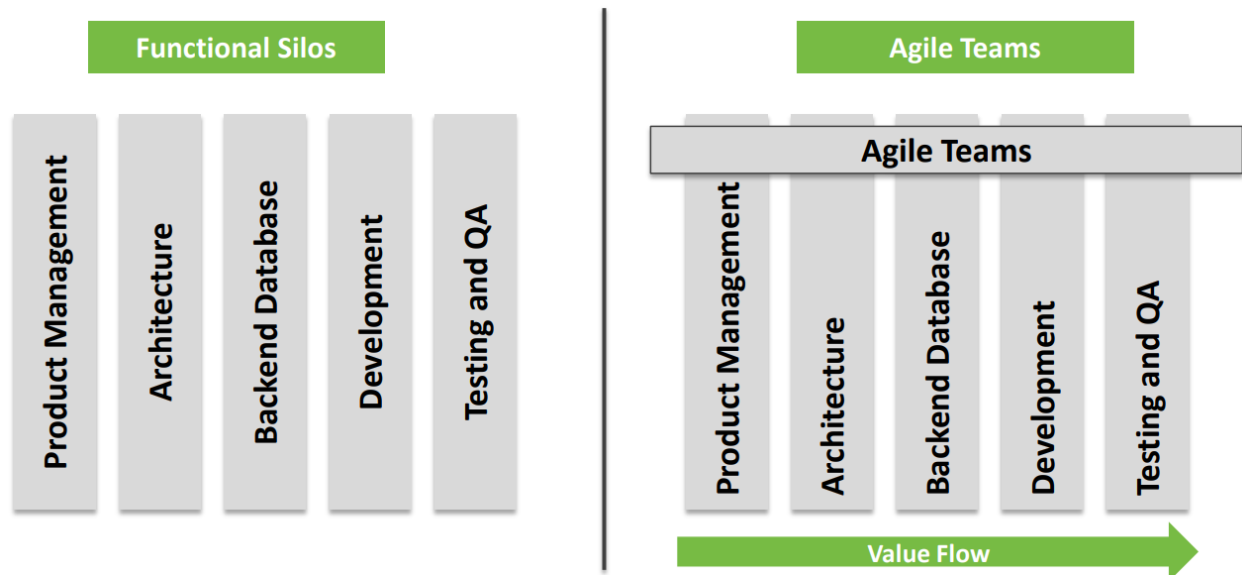 Functional Silos
Product Management
Architecture
Backend Database
Development
Testing and QA
Agile Teams
Agile Teams
Product Management
Architecture
Backend Database
Development
Testing and QA
Value Flow